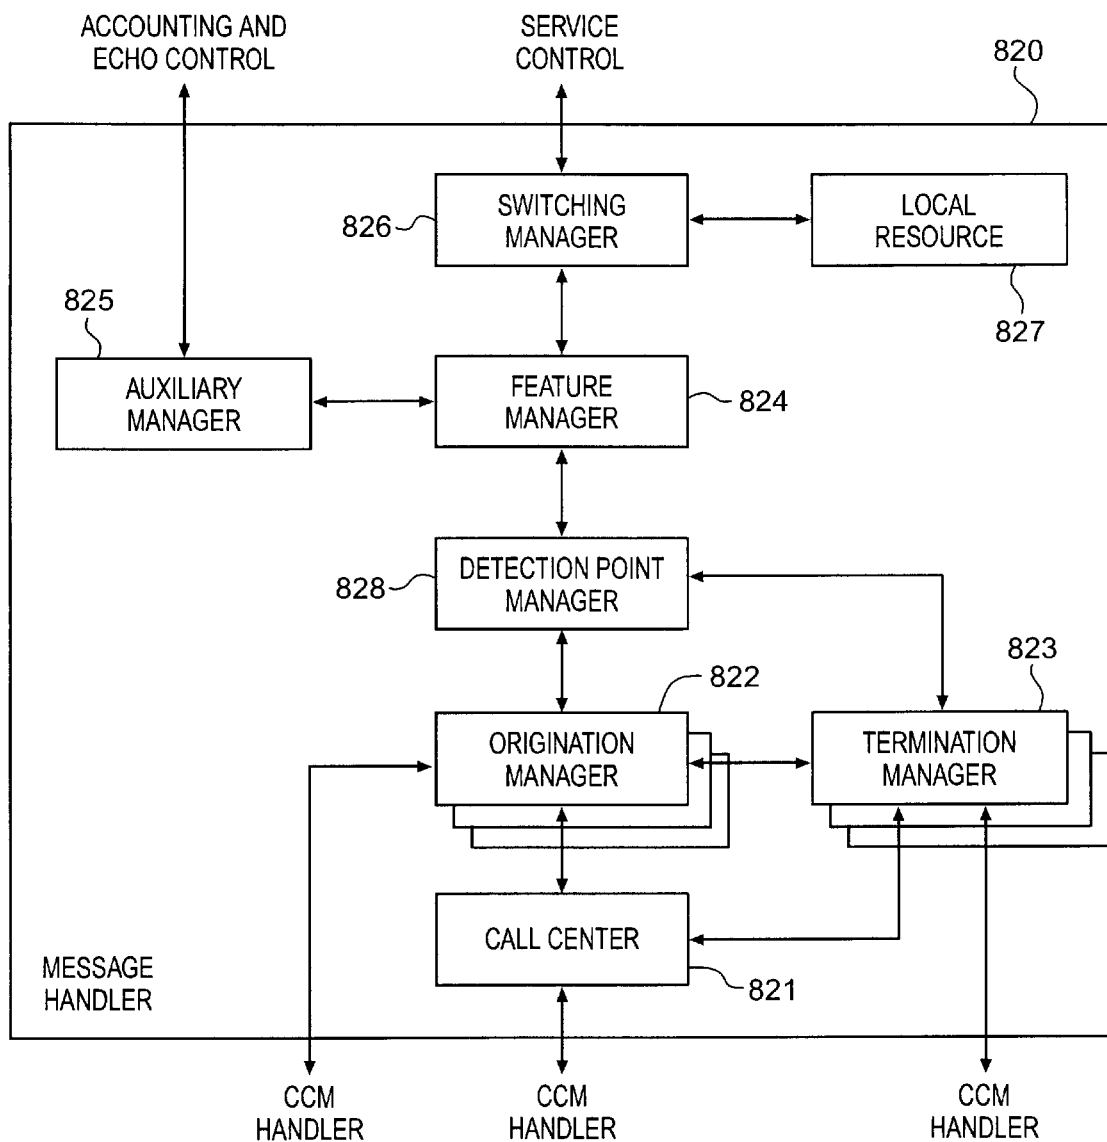 ACCOUNTING AND
ECHO CONTROL
SERVICE
CONTROL
820
SWITCHING
MANAGER
826
LOCAL
RESOURCE
827
825
AUXILIARY
MANAGER
FEATURE
MANAGER
824
DETECTION POINT
MANAGER
828
822
823
ORIGINATION
MANAGER
TERMINATION
MANAGER
CALL CENTER
821
MESSAGE
HANDLER
CCM
HANDLER
CCM
HANDLER
CCM
HANDLER